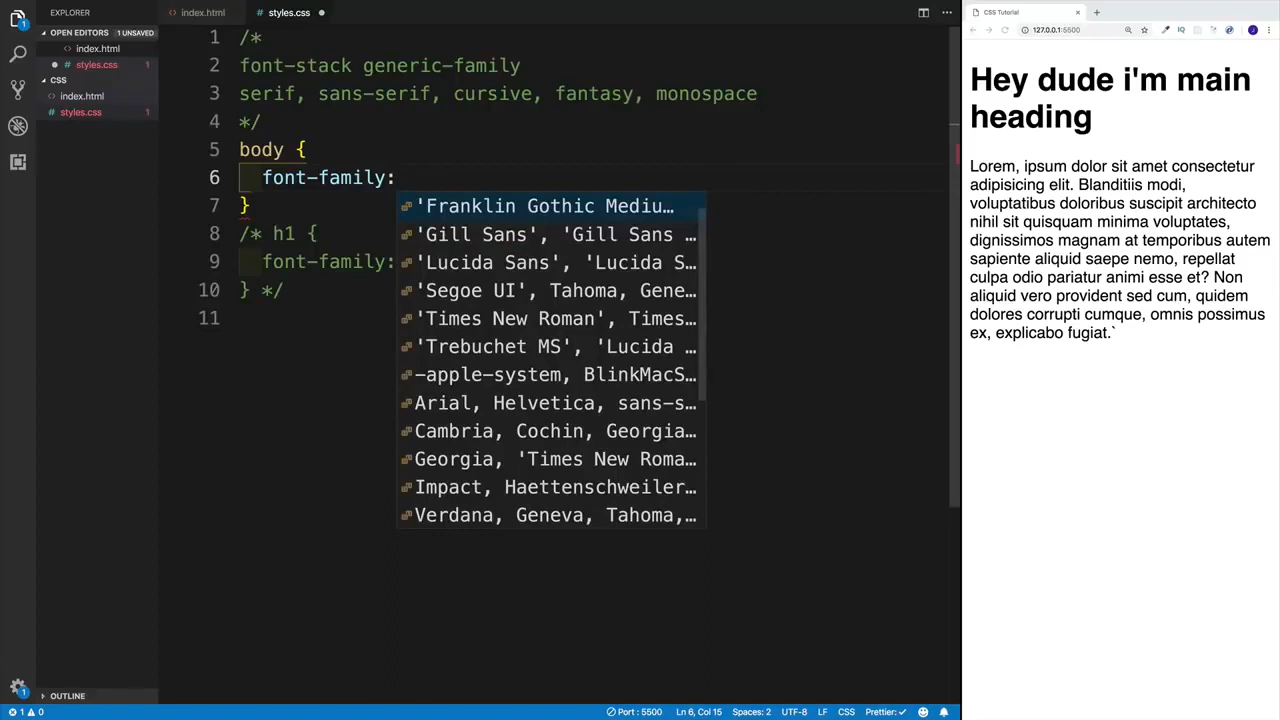 EXPLORER
OPEN EDITORS 1 UNSAVED
index.html
styles.css 1
CSS
index.html
styles.css 1
OUTLINE
index.html
styles.css
1 /*
2 font-stack generic-family
3 serif, sans-serif, cursive, fantasy, monospace
4 */
5 body {
6 font-family:
7 }
8 /* h1 {
9 font-family:
10 } */
11
'Franklin Gothic Mediu…
'Gill Sans', 'Gill Sans …
'Lucida Sans', 'Lucida S…
'Segoe UI', Tahoma, Gene…
'Times New Roman', Times…
'Trebuchet MS', 'Lucida …
-apple-system, BlinkMacS…
Arial, Helvetica, sans-s…
Cambria, Cochin, Georgia…
Georgia, 'Times New Roma…
Impact, Haettenschweiler…
Verdana, Geneva, Tahoma,…
1
1
1 0
Port : 5500
Ln 6, Col 15
Spaces: 2
UTF-8
LF
CSS
Prettier: ✓
CSS Tutorial
127.0.0.1:5500
IQ
J
Hey dude i'm main
heading
Lorem, ipsum dolor sit amet consectetur
adipisicing elit. Blanditiis modi,
voluptatibus doloribus suscipit architecto
nihil sit quisquam minima voluptates,
dignissimos magnam at temporibus autem
sapiente aliquid saepe nemo, repellat
culpa odio pariatur animi esse et? Non
aliquid vero provident sed cum, quidem
dolores corrupti cumque, omnis possimus
ex, explicabo fugiat.`